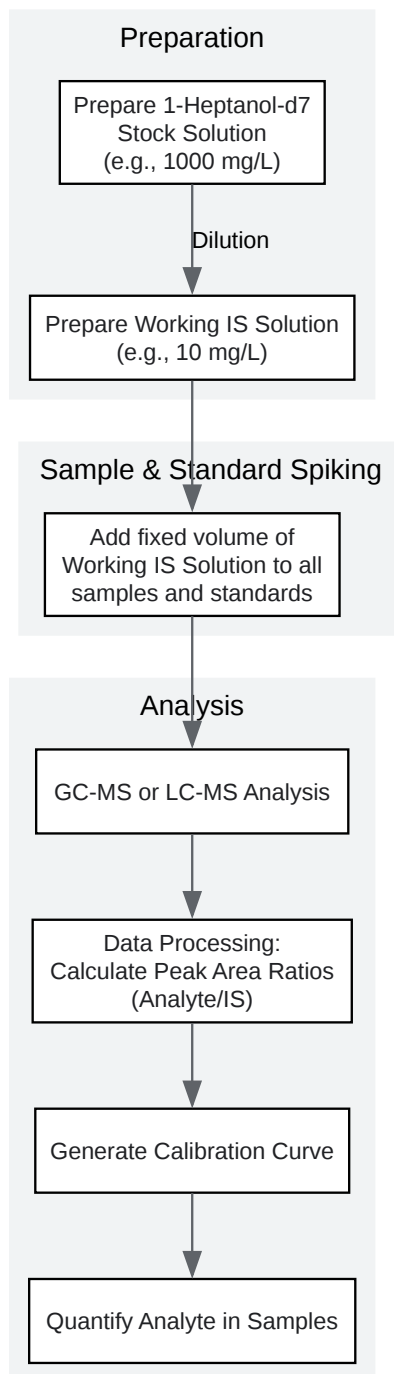 Preparation
Prepare 1-Heptanol-d7
Stock Solution
(e.g., 1000 mg/L)
Dilution
Prepare Working IS Solution
(e.g., 10 mg/L)
Sample & Standard Spiking
Add fixed volume of
Working IS Solution to all
samples and standards
Analysis
GC-MS or LC-MS Analysis
Data Processing:
Calculate Peak Area Ratios
(Analyte/IS)
Generate Calibration Curve
Quantify Analyte in Samples